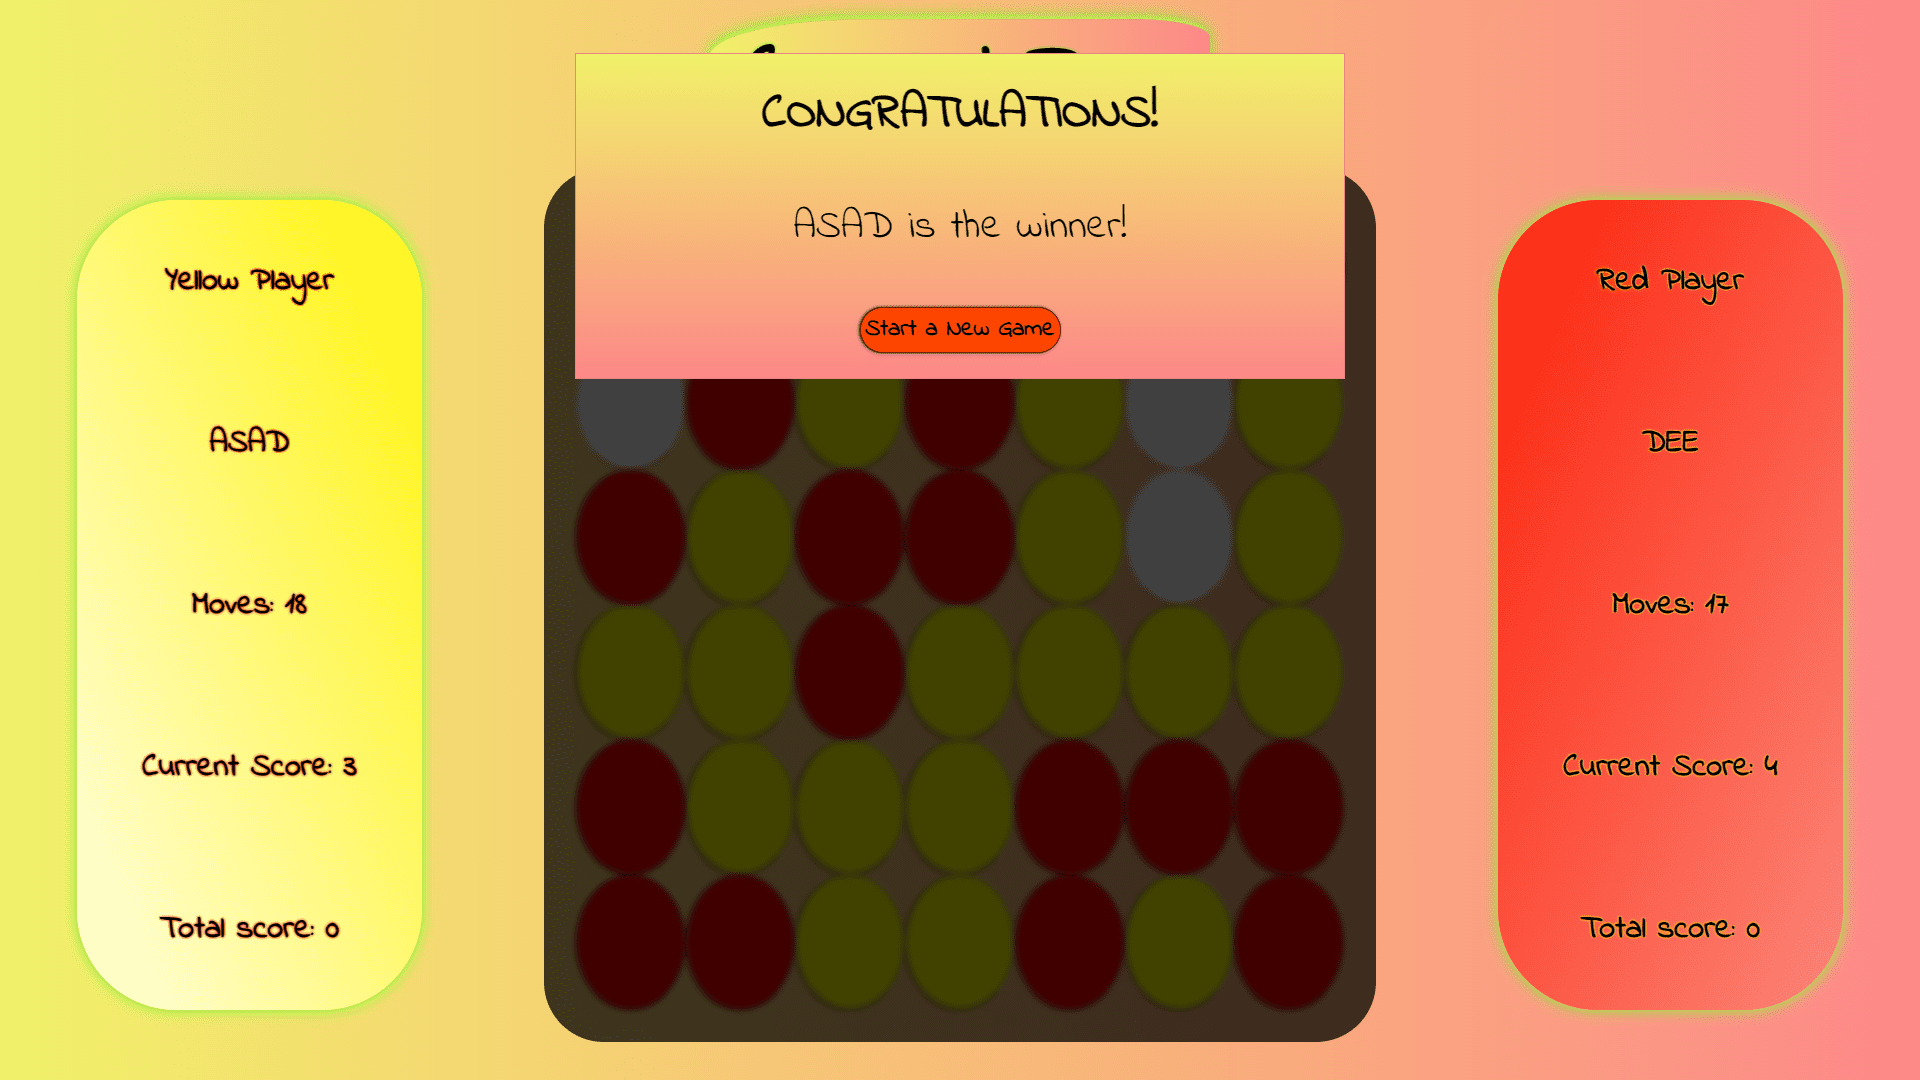 CONGRATULATIONS!
ASAD is the winner!
Start a New Game
Yellow Player
ASAD
Moves: 18
Current Score: 3
Total score: 0
Red Player
DEE
Moves: 17
Current Score: 4
Total score: 0